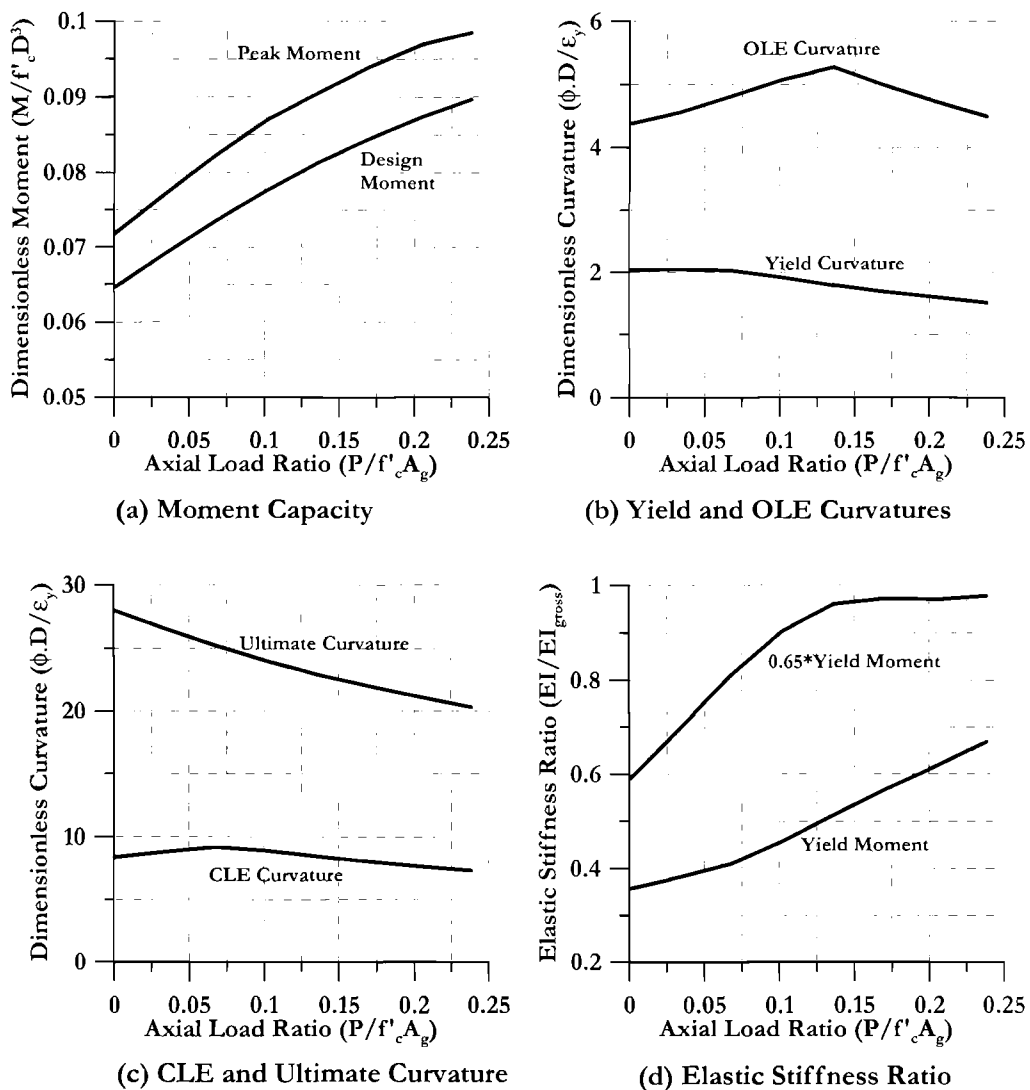 Dimensionless Moment (M/f'cD³)
0.1
0.09
0.08
0.07
0.06
0.05
Peak Moment
Design
Moment
0 0.05 0.1 0.15 0.2 0.25
Axial Load Ratio (P/f'cAg)
(a) Moment Capacity
Dimensionless Curvature (ϕ.D/εy)
6
4
2
0
OLE Curvature
Yield Curvature
0 0.05 0.1 0.15 0.2 0.25
Axial Load Ratio (P/f'cAg)
(b) Yield and OLE Curvatures
Dimensionless Curvature (ϕ.D/εy)
30
20
10
0
Ultimate Curvature
CLE Curvature
0 0.05 0.1 0.15 0.2 0.25
Axial Load Ratio (P/f'cAg)
(c) CLE and Ultimate Curvature
Elastic Stiffness Ratio (EI/EIgross)
1
0.8
0.6
0.4
0.2
0.65*Yield Moment
Yield Moment
0 0.05 0.1 0.15 0.2 0.25
Axial Load Ratio (P/f'cAg)
(d) Elastic Stiffness Ratio